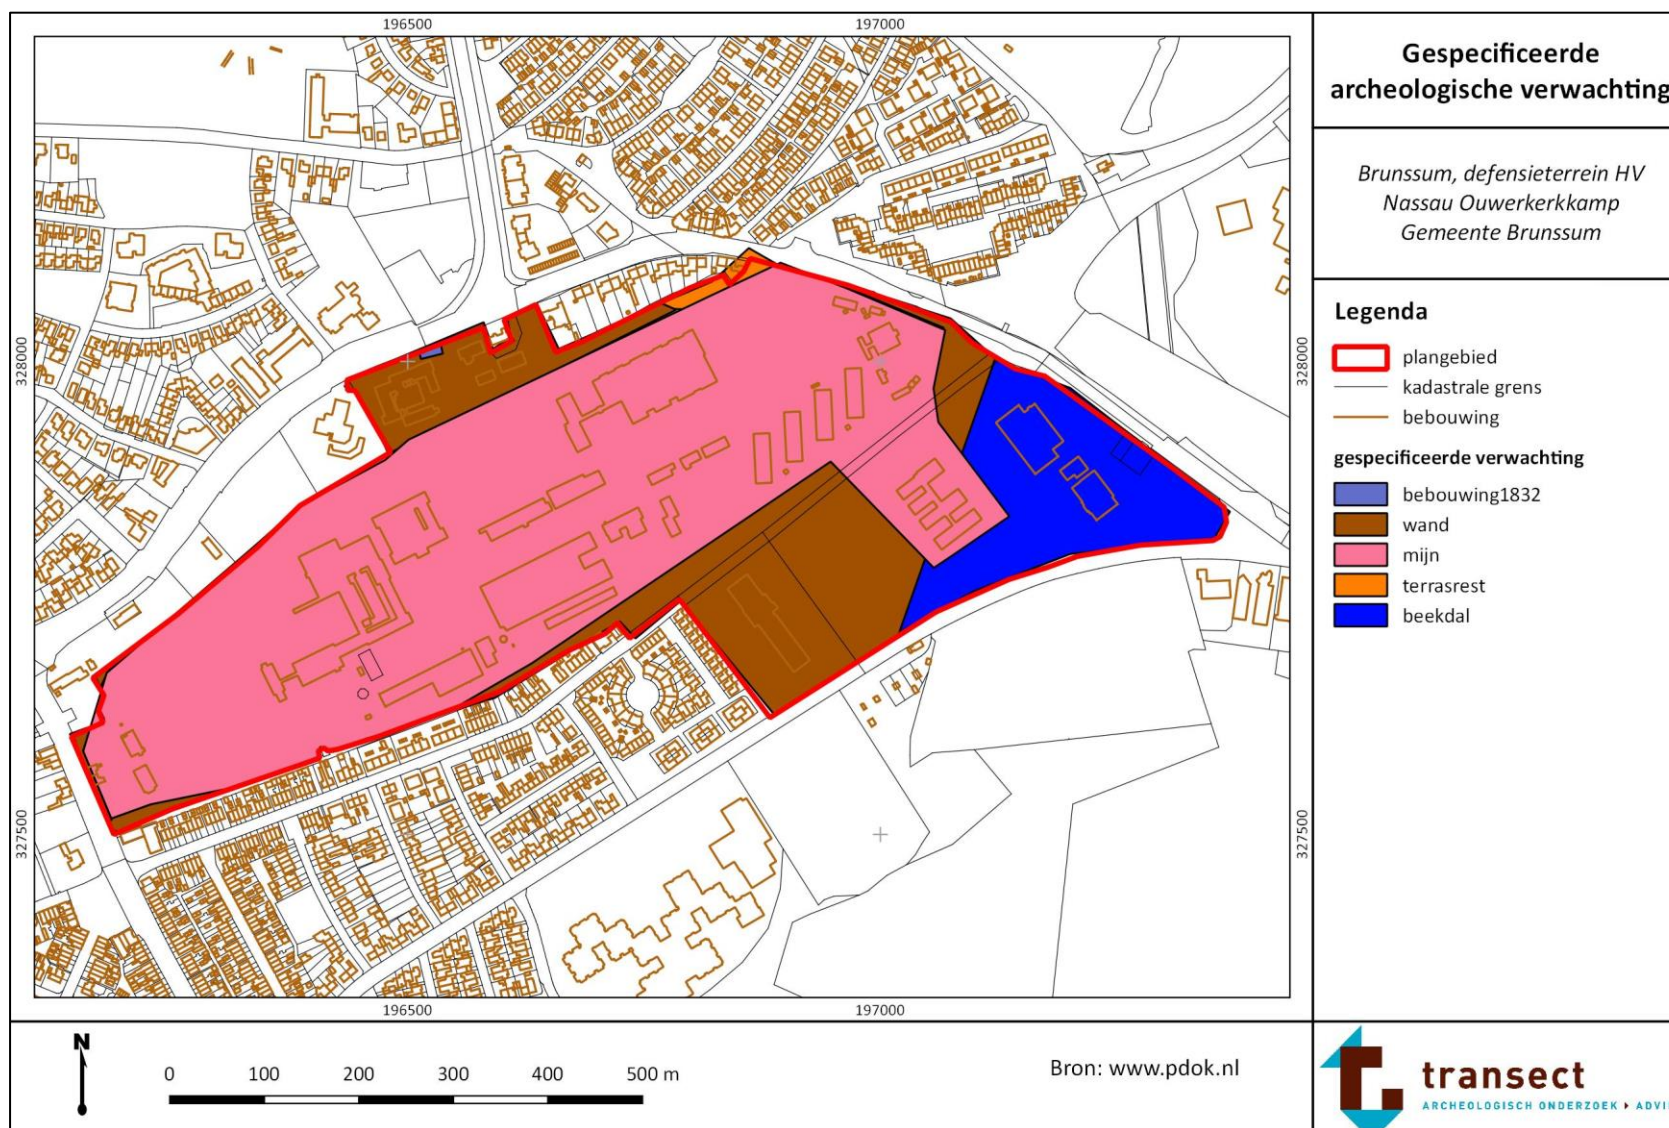 196500 197000
328000 328000
327500 327500
196500 197000
N
0 100 200 300 400 500 m
Bron: www.pdok.nl
Gespecificeerde
archeologische verwachting
Brunssum, defensieterrein HV
Nassau Ouwerkerkkamp
Gemeente Brunssum
Legenda
plangebied
kadastrale grens
bebouwing
gespecificeerde verwachting
bebouwing1832
wand
mijn
terrasrest
beekdal
transect
ARCHEOLOGISCH ONDERZOEK ▸ ADVI